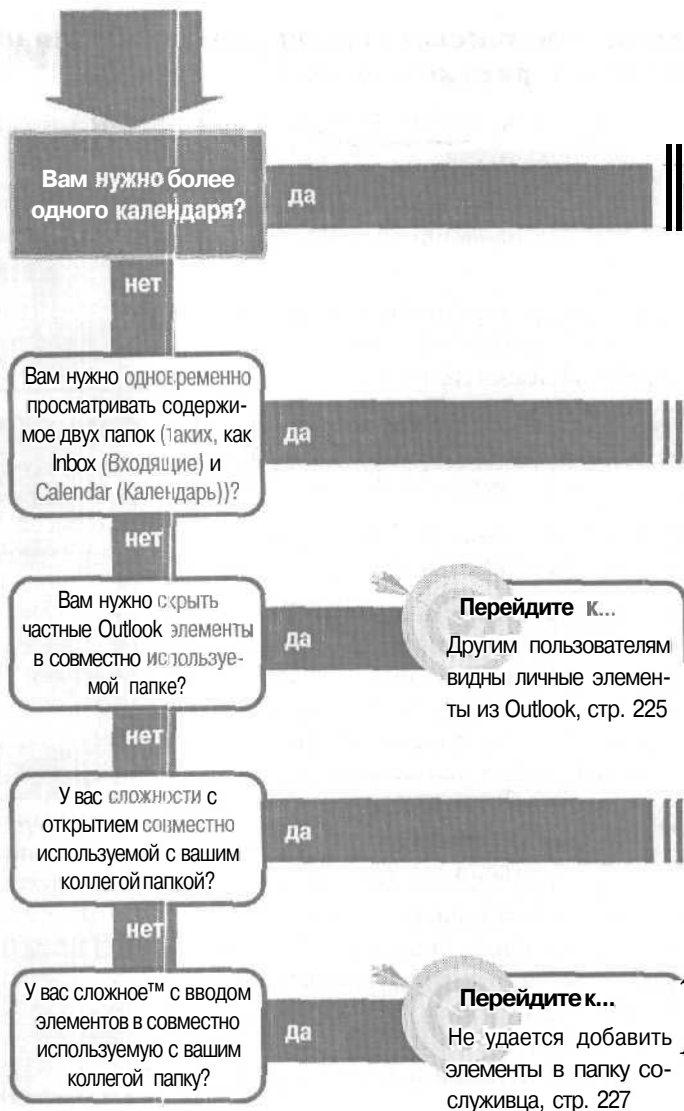 Вам нужно более
одного календаря?
да
нет
Вам нужно одновременно
просматривать содержи-
мое двух папок (таких, как
Inbox (Входящие) и
Calendar (Календарь))?
да
нет
Вам нужно скрыть
частные Outlook элементы
в совместно используе-
мой папке?
да
Перейдите к...
Другим пользователям
видны личные элемен-
ты из Outlook, стр. 225
нет
У вас сложности с
открытием совместно
используемой с вашим
коллегой папкой?
да
нет
У вас сложное™ с вводом
элементов в совместно
используемую с вашим
коллегой папку?
да
Перейдите к...
Не удается добавить
элементы в папку со-
служивца, стр. 227